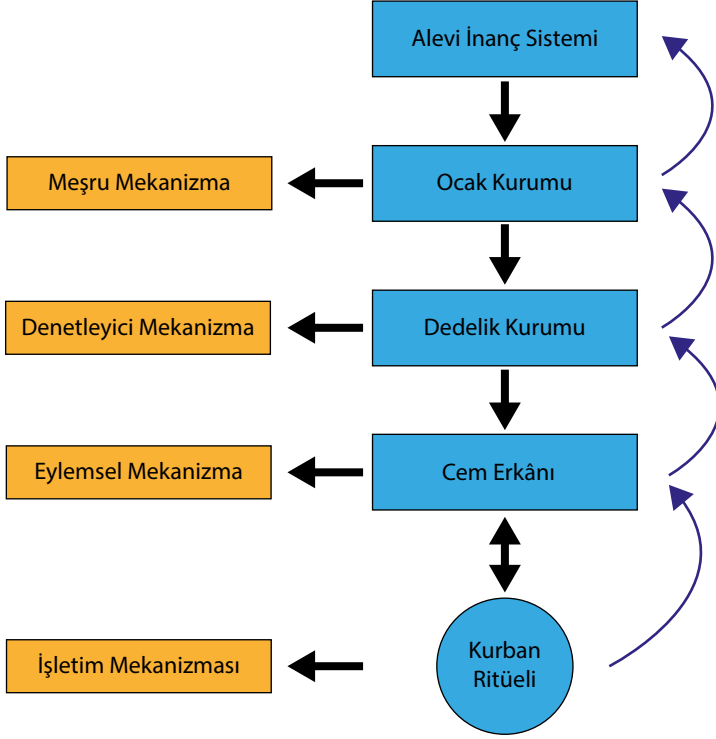 Alevi İnanç Sistemi
Meşru Mekanizma
Ocak Kurumu
Denetleyici Mekanizma
Dedelik Kurumu
Eylemsel Mekanizma
Cem Erkânı
İşletim Mekanizması
Kurban
Ritüeli